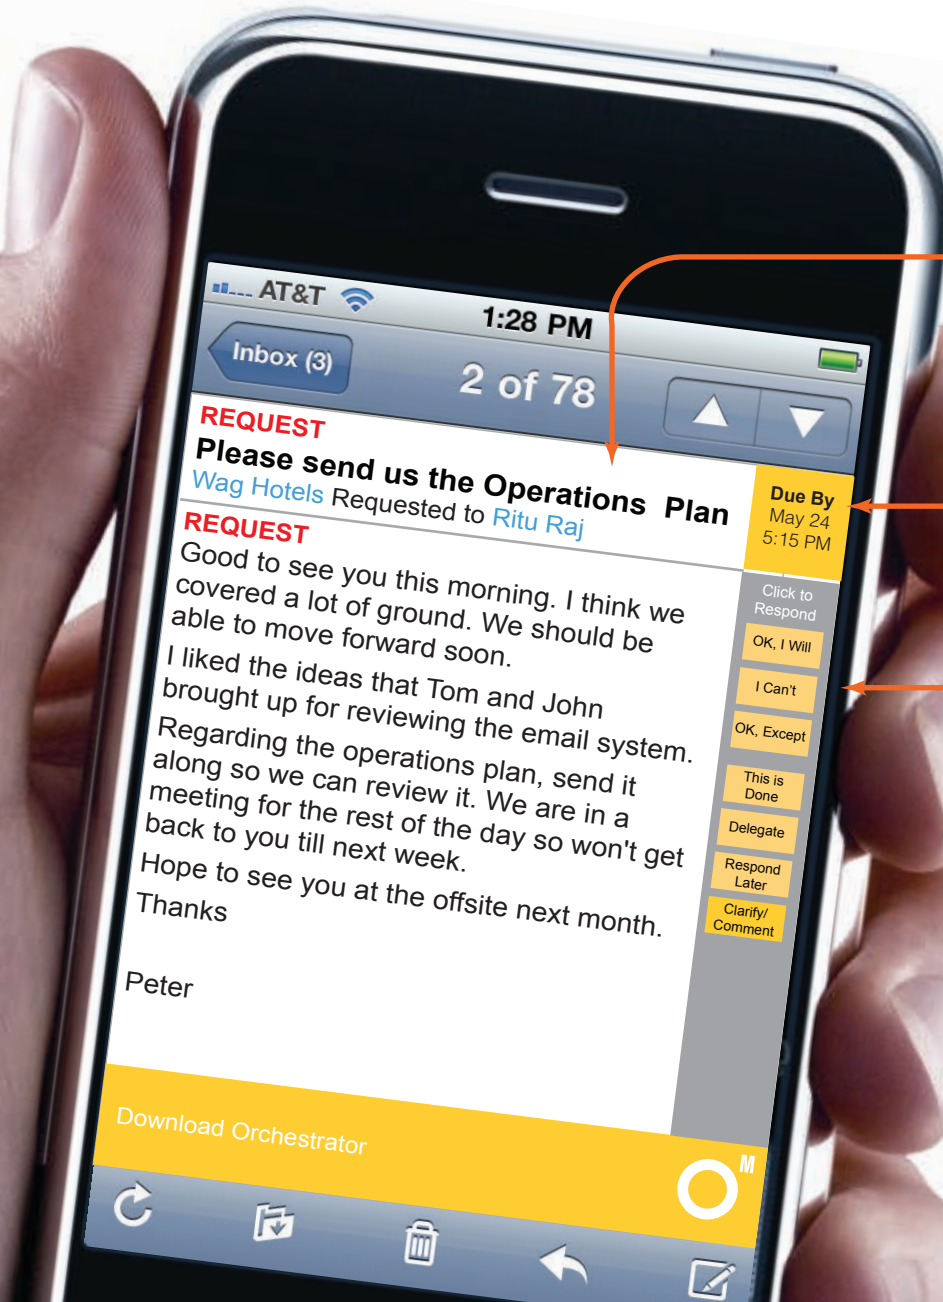 AT&T
1:28 PM
Inbox (3)
2 of 78
REQUEST
Please send us the Operations Plan
Wag Hotels Requested to Ritu Raj
Due By
May 24
5:15 PM
REQUEST
Good to see you this morning. I think we
covered a lot of ground. We should be
able to move forward soon.
I liked the ideas that Tom and John
brought up for reviewing the email system.
Regarding the operations plan, send it
along so we can review it. We are in a
meeting for the rest of the day so won't get
back to you till next week.
Hope to see you at the offsite next month.
Thanks
Peter
Click to
Respond
OK, I Will
I Can't
OK, Except
This is
Done
Delegate
Respond
Later
Clarify/
Comment
Download Orchestrator
OM